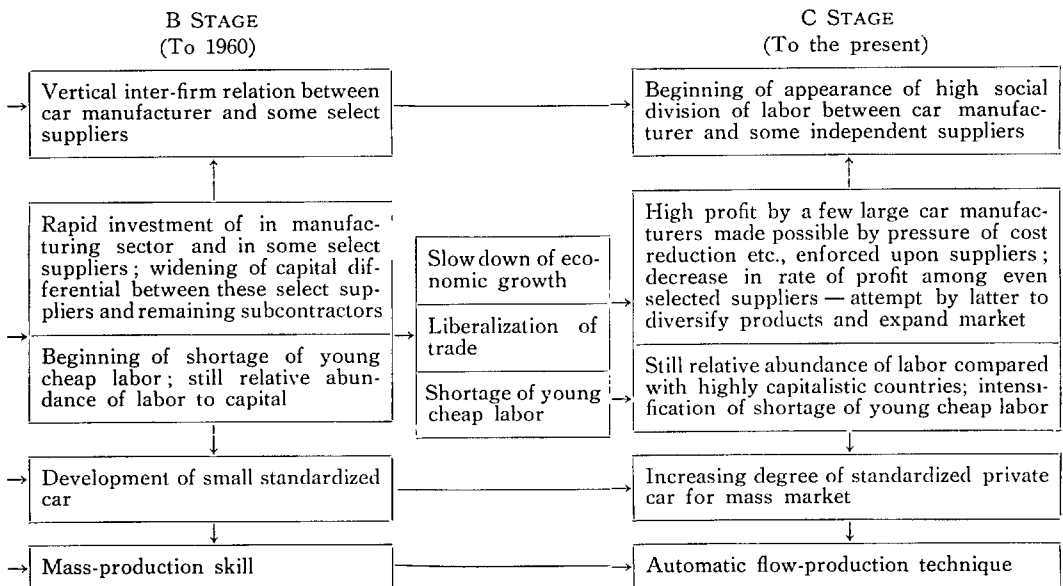 B STAGE
(To 1960)
Vertical inter-firm relation between
car manufacturer and some select
suppliers
Rapid investment of in manufac-
turing sector and in some select
suppliers; widening of capital dif-
ferential between these select sup-
pliers and remaining subcontractors
Beginning of shortage of young
cheap labor; still relative abun-
dance of labor to capital
Development of small standardized
car
Mass-production skill
Slow down of eco-
nomic growth
Liberalization of
trade
Shortage of young
cheap labor
C STAGE
(To the present)
Beginning of appearance of high social
division of labor between car manufac-
turer and some independent suppliers
High profit by a few large car manufac-
turers made possible by pressure of cost
reduction etc., enforced upon suppliers;
decrease in rate of profit among even
selected suppliers — attempt by latter to
diversify products and expand market
Still relative abundance of labor compared
with highly capitalistic countries; intensi-
fication of shortage of young cheap labor
Increasing degree of standardized private
car for mass market
Automatic flow-production technique